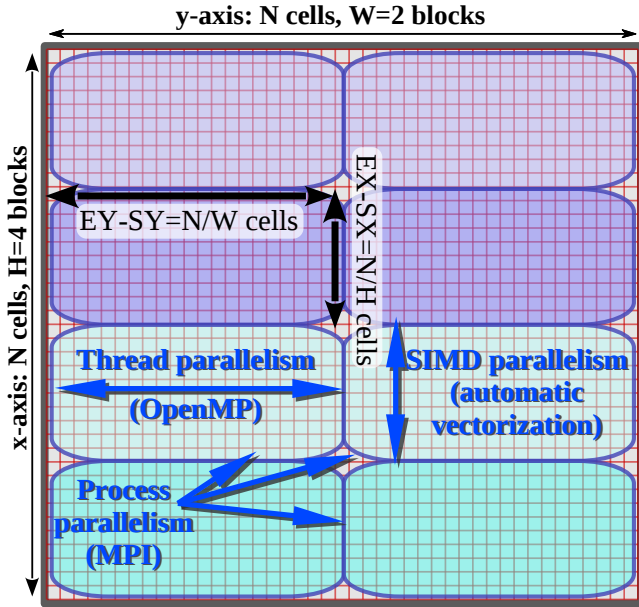 y-axis: N cells, W=2 blocks
x-axis: N cells, H=4 blocks
EY-SY=N/W cells
EX-SX=N/H cells
Thread parallelism
(OpenMP)
SIMD parallelism
(automatic
vectorization)
Process
parallelism
(MPI)